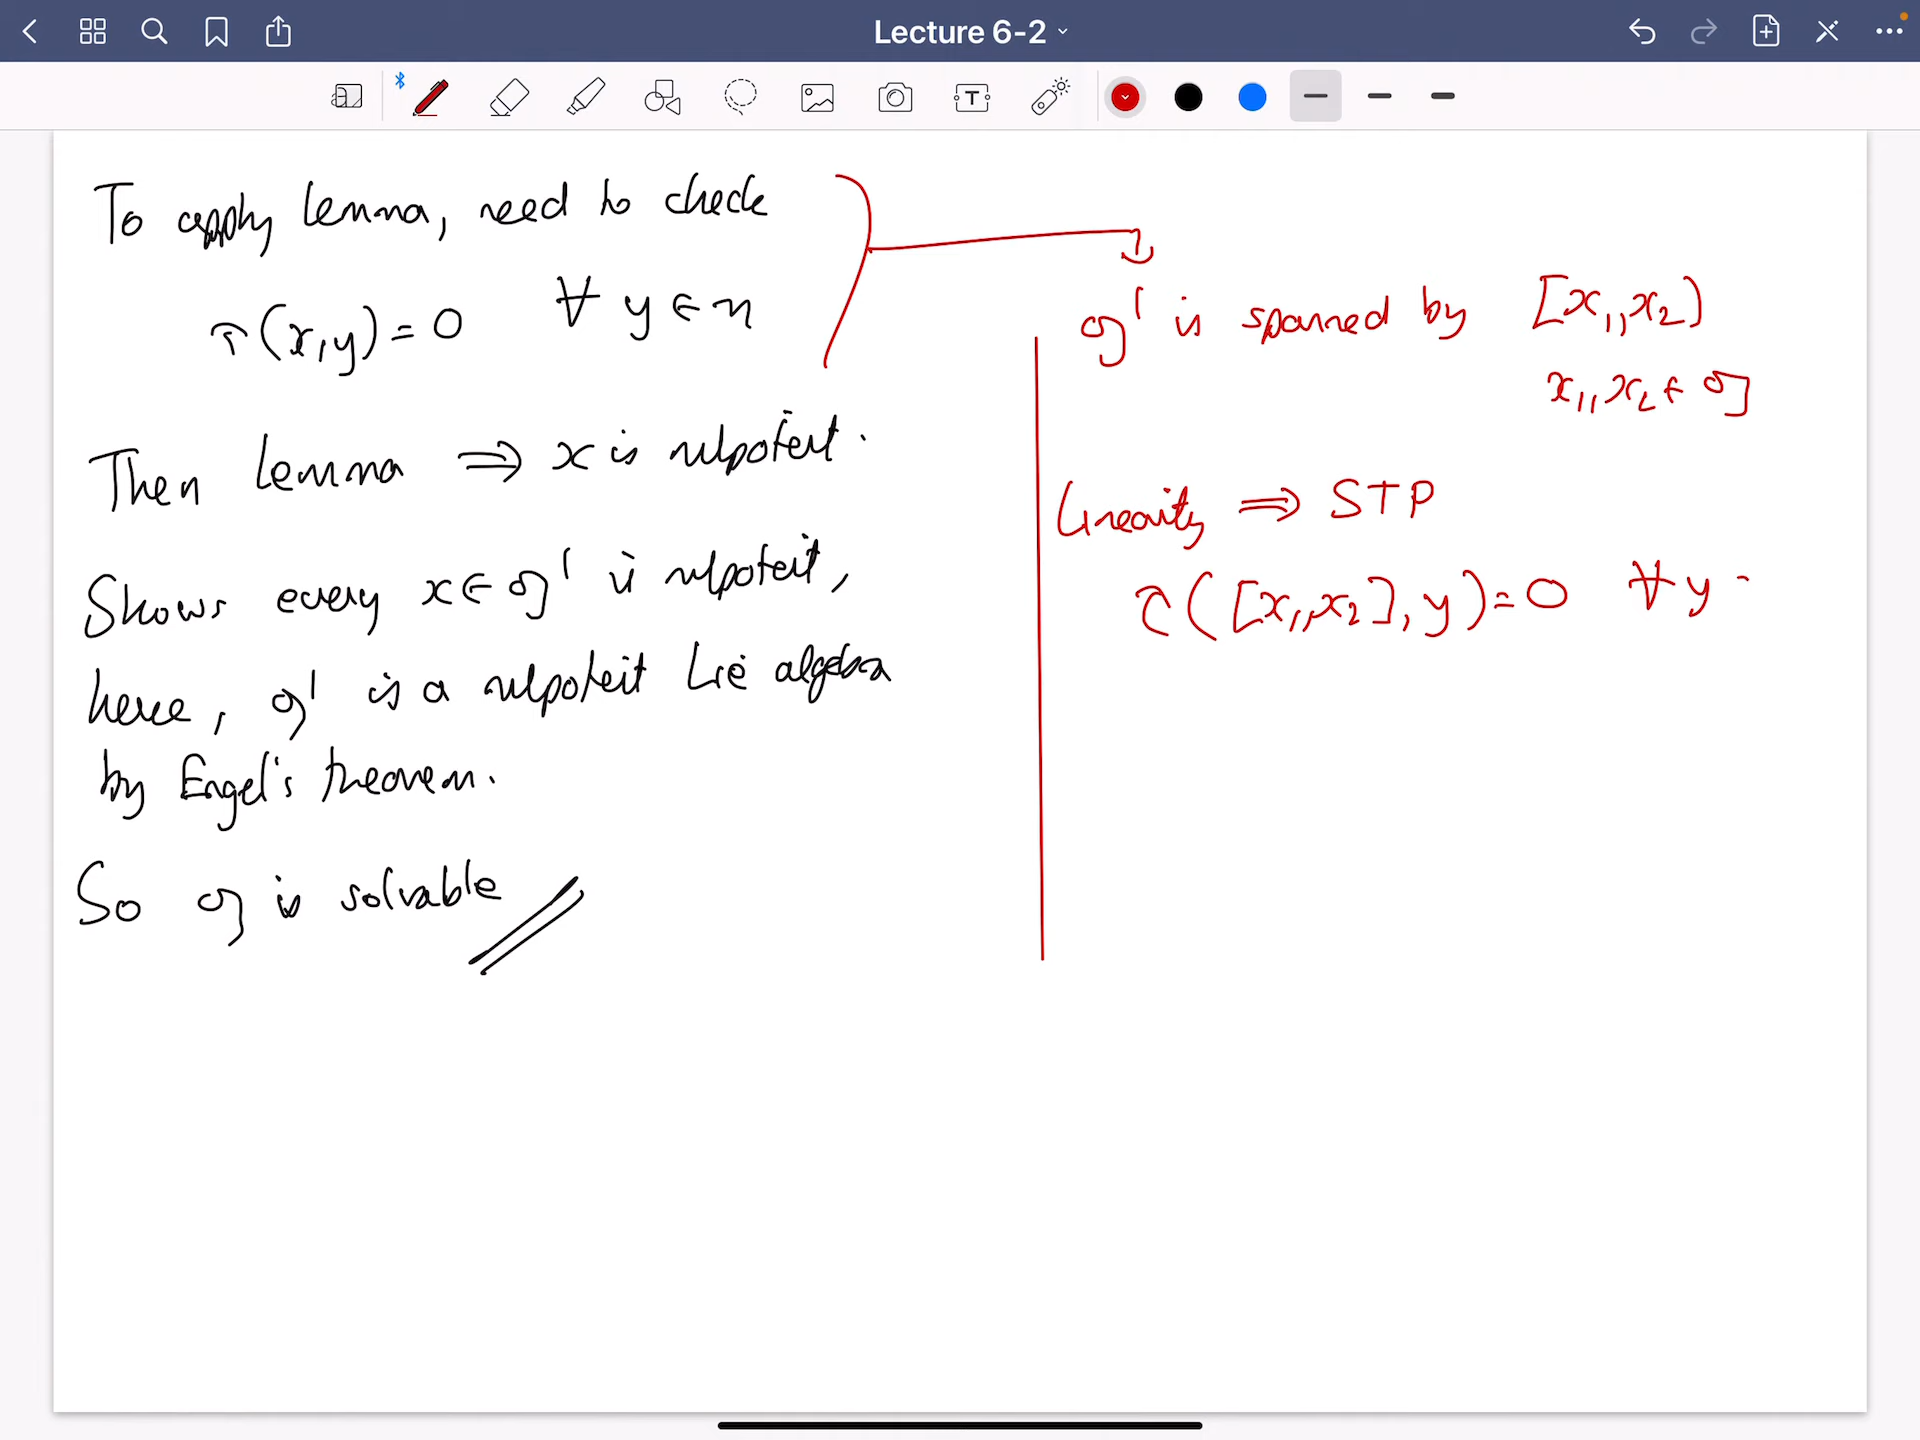 Lecture 6-2
To apply lemma, need to check
τ(x,y)=0 ∀ y ∈ n
Then Lemma ⟹ x is nilpotent.
Shows every x ∈ g' is nilpotent,
hence, g' is a nilpotent Lie algebra
by Engel's theorem.
So g is solvable
g' is spanned by [x₁,x₂]
x₁,x₂ ∈ g
Linearity ⟹ STP
τ([x₁,x₂],y)=0 ∀ y